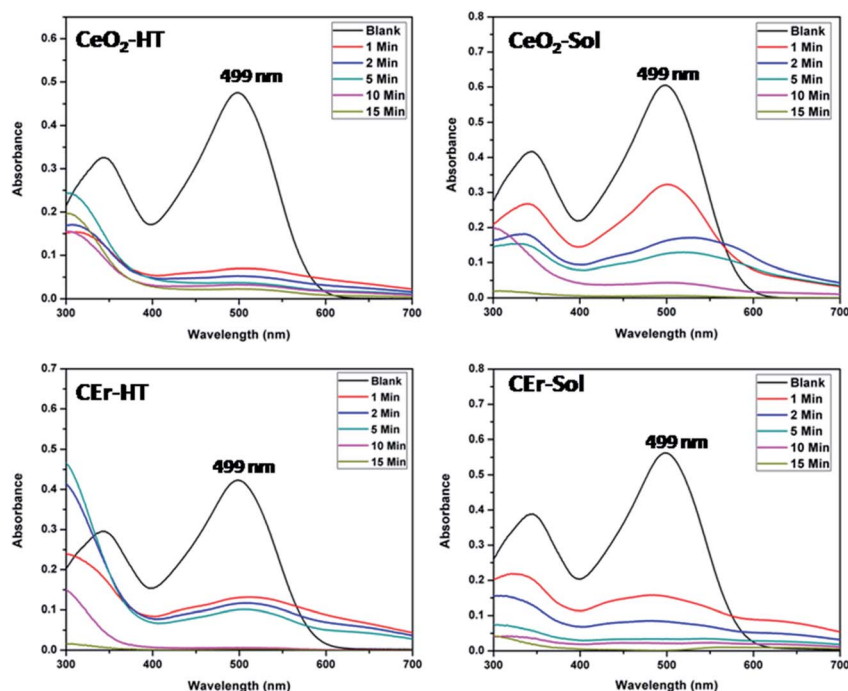 CeO₂-HT
499 nm
Blank
1 Min
2 Min
5 Min
10 Min
15 Min
Absorbance
0.6
0.5
0.4
0.3
0.2
0.1
0.0
300 400 500 600 700
Wavelength (nm)
CeO₂-Sol
499 nm
Blank
1 Min
2 Min
5 Min
10 Min
15 Min
Absorbance
0.8
0.7
0.6
0.5
0.4
0.3
0.2
0.1
0.0
300 400 500 600 700
Wavelength (nm)
CEr-HT
499 nm
Blank
1 Min
2 Min
5 Min
10 Min
15 Min
Absorbance
0.7
0.6
0.5
0.4
0.3
0.2
0.1
0.0
300 400 500 600 700
Wavelength (nm)
CEr-Sol
499 nm
Blank
1 Min
2 Min
5 Min
10 Min
15 Min
Absorbance
0.8
0.7
0.6
0.5
0.4
0.3
0.2
0.1
0.0
300 400 500 600 700
Wavelength (nm)